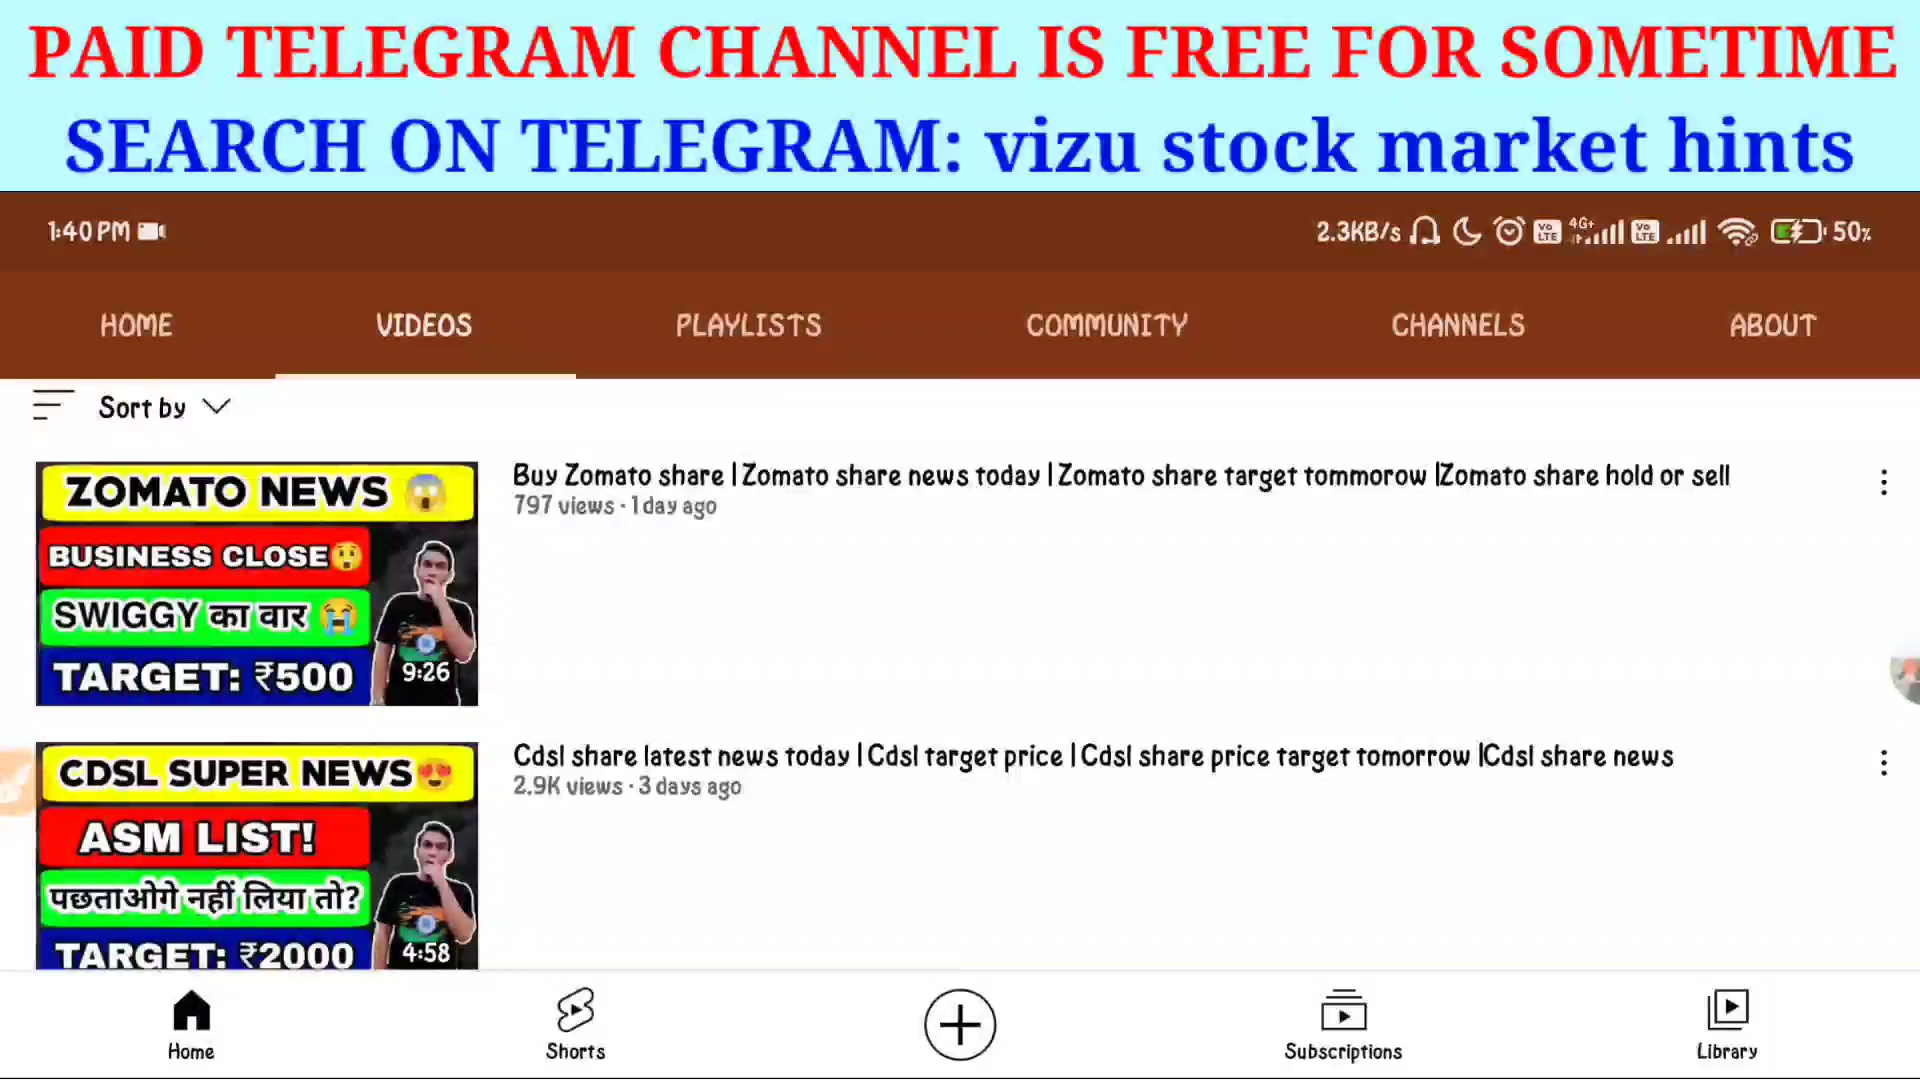 PAID TELEGRAM CHANNEL IS FREE FOR SOMETIME
SEARCH ON TELEGRAM: vizu stock market hints
1:40 PM 2.3KB/s Vo LTE 4G+ Vo LTE 50%
HOME VIDEOS PLAYLISTS COMMUNITY CHANNELS ABOUT
Sort by
ZOMATO NEWS
BUSINESS CLOSE
SWIGGY का वार
TARGET: ₹500
9:26
Buy Zomato share | Zomato share news today | Zomato share target tommorow |Zomato share hold or sell
797 views · 1 day ago
CDSL SUPER NEWS
ASM LIST!
पछताओगे नहीं लिया तो?
TARGET: ₹2000
4:58
Cdsl share latest news today | Cdsl target price | Cdsl share price target tomorrow |Cdsl share news
2.9K views · 3 days ago
Home Shorts Subscriptions Library